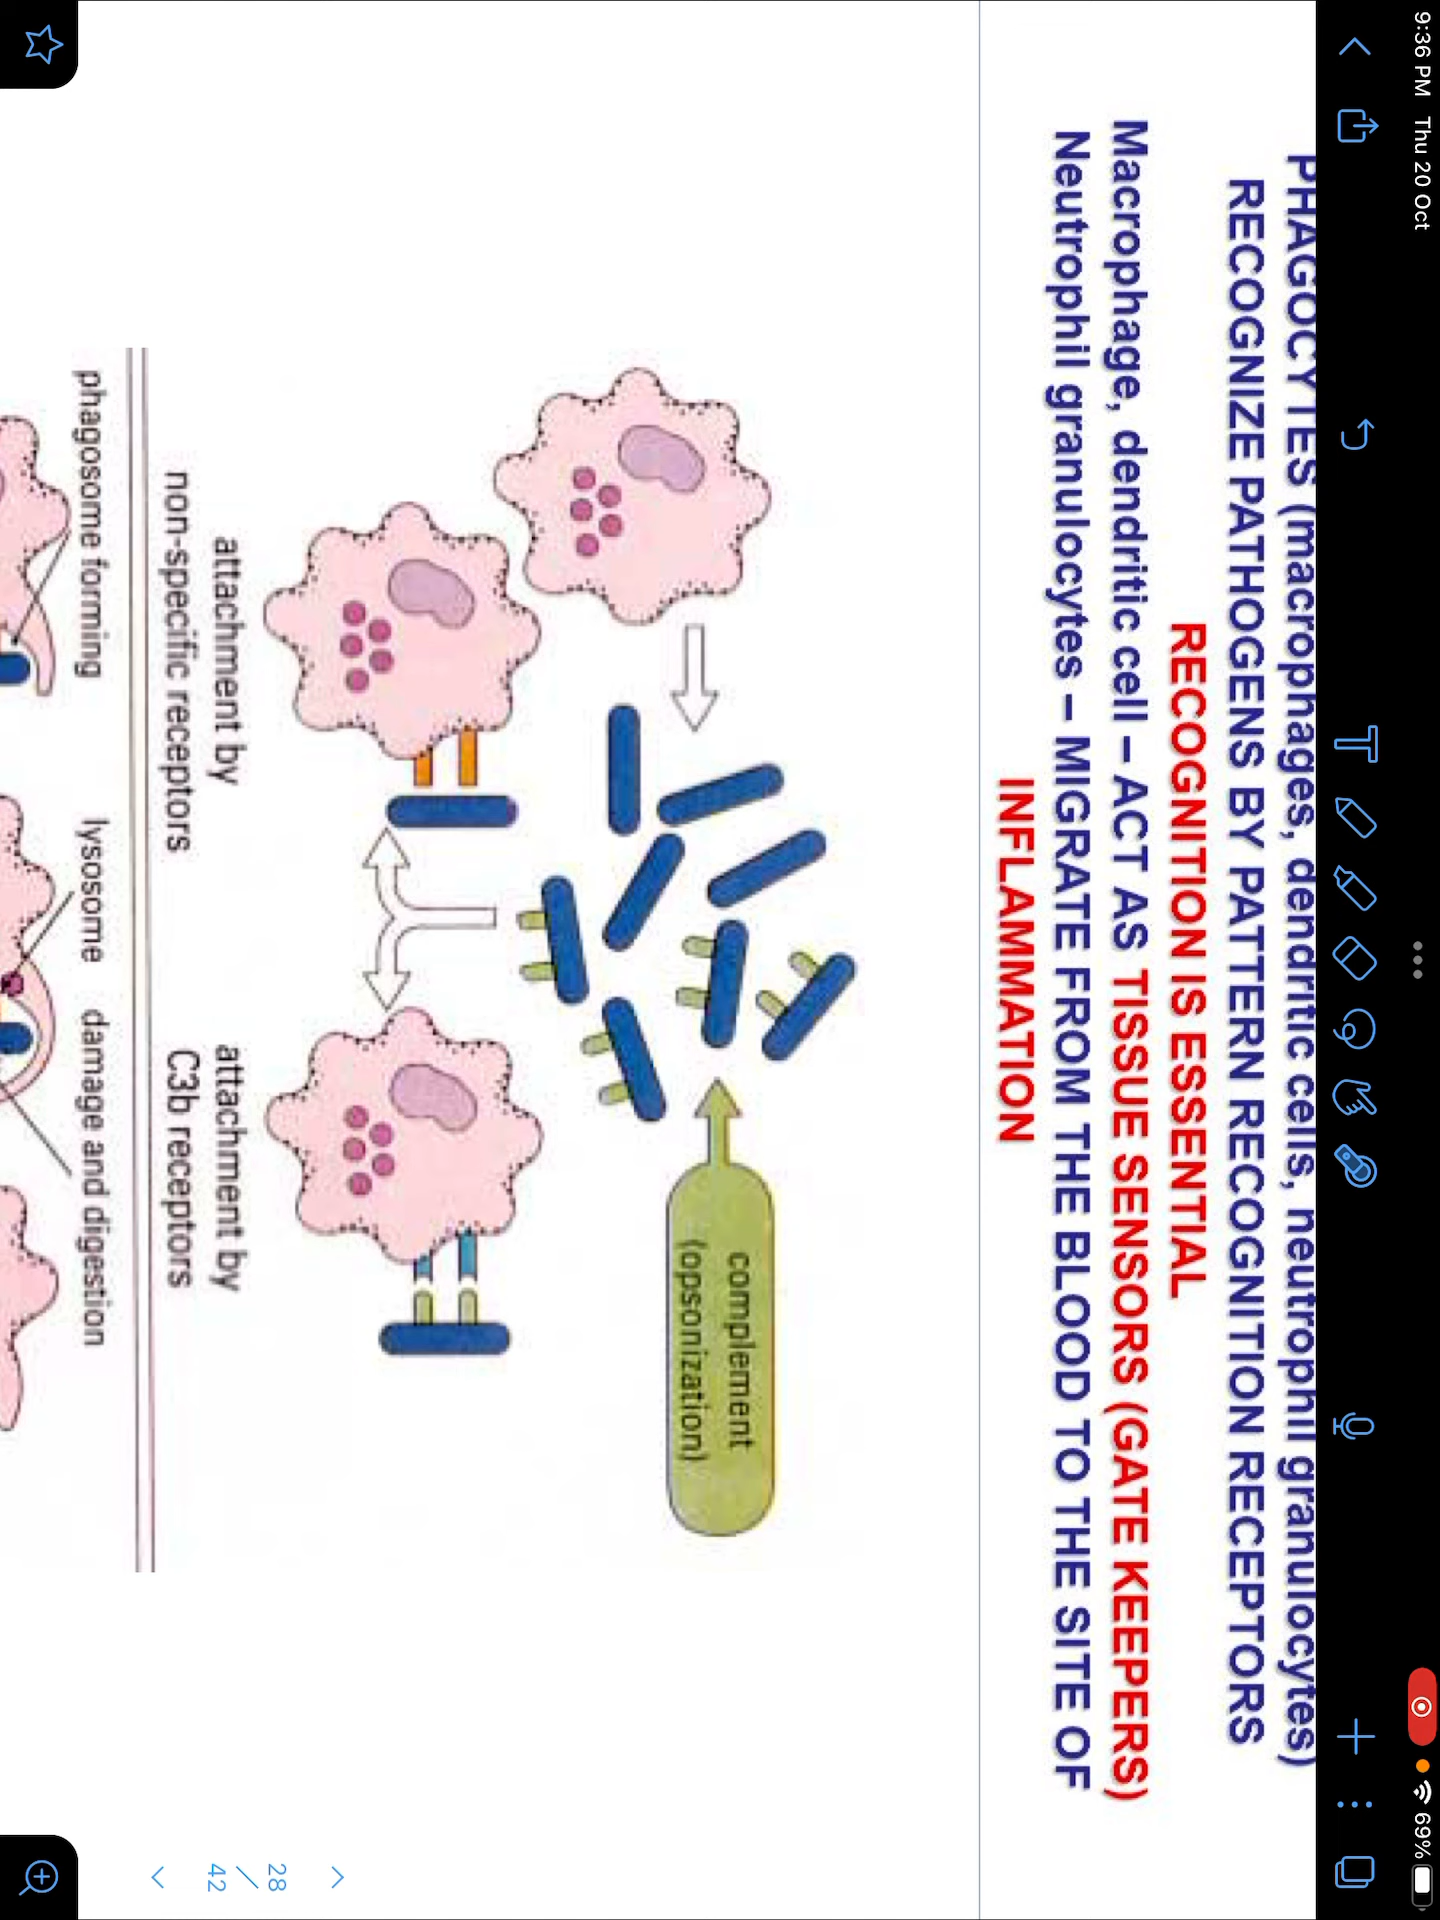 9:36 PM Thu 20 Oct
69%
PHAGOCYTES (macrophages, dendritic cells, neutrophil granulocytes)
RECOGNIZE PATHOGENS BY PATTERN RECOGNITION RECEPTORS
RECOGNITION IS ESSENTIAL
Macrophage, dendritic cell – ACT AS TISSUE SENSORS (GATE KEEPERS)
Neutrophil granulocytes – MIGRATE FROM THE BLOOD TO THE SITE OF
INFLAMMATION
complement
(opsonization)
attachment by
non-specific receptors
attachment by
C3b receptors
phagosome forming
lysosome
damage and digestion
28 / 42